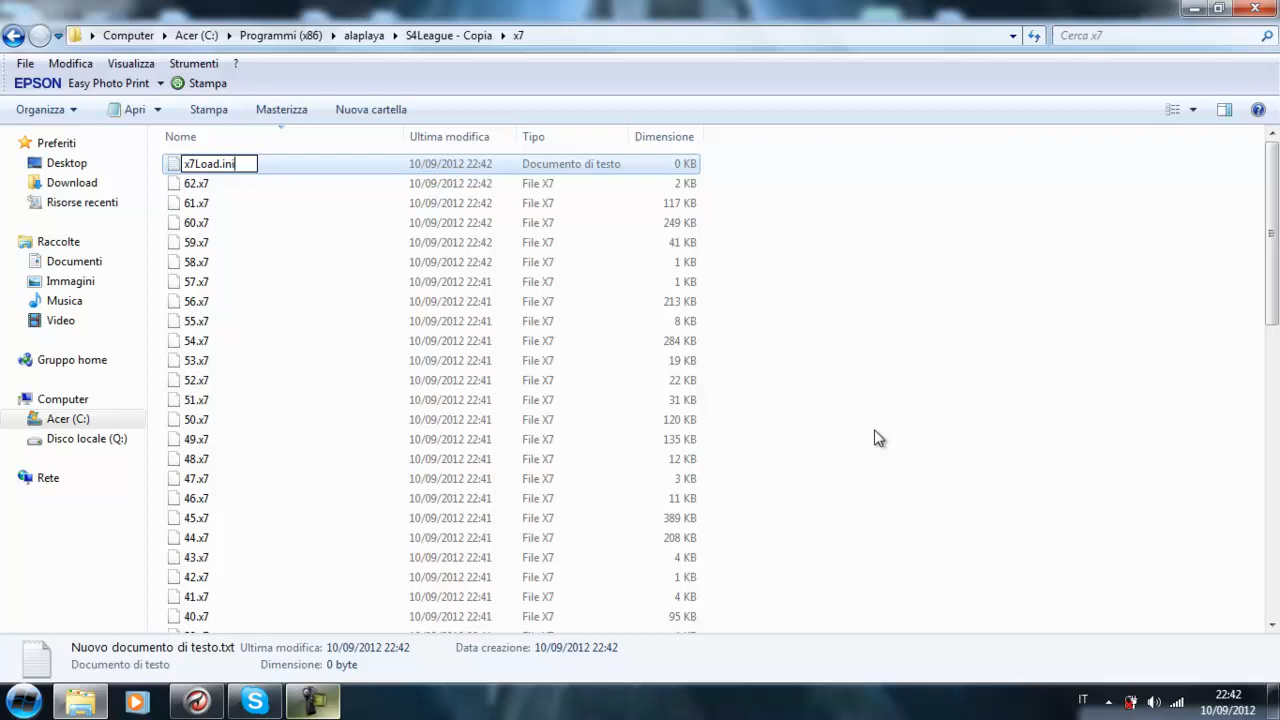 Computer Acer (C:) Programmi (x86) alaplaya S4League - Copia x7
Cerca x7
File Modifica Visualizza Strumenti ?
EPSON Easy Photo Print Stampa
Organizza Apri Stampa Masterizza Nuova cartella
Preferiti
Desktop
Download
Risorse recenti
Raccolte
Documenti
Immagini
Musica
Video
Gruppo home
Computer
Acer (C:)
Disco locale (Q:)
Rete
Nome Ultima modifica Tipo Dimensione
x7Load.ini 10/09/2012 22:42 Documento di testo 0 KB
62.x7 10/09/2012 22:42 File X7 2 KB
61.x7 10/09/2012 22:42 File X7 117 KB
60.x7 10/09/2012 22:42 File X7 249 KB
59.x7 10/09/2012 22:42 File X7 41 KB
58.x7 10/09/2012 22:42 File X7 1 KB
57.x7 10/09/2012 22:41 File X7 1 KB
56.x7 10/09/2012 22:41 File X7 213 KB
55.x7 10/09/2012 22:41 File X7 8 KB
54.x7 10/09/2012 22:41 File X7 284 KB
53.x7 10/09/2012 22:41 File X7 19 KB
52.x7 10/09/2012 22:41 File X7 22 KB
51.x7 10/09/2012 22:41 File X7 31 KB
50.x7 10/09/2012 22:41 File X7 120 KB
49.x7 10/09/2012 22:41 File X7 135 KB
48.x7 10/09/2012 22:41 File X7 12 KB
47.x7 10/09/2012 22:41 File X7 3 KB
46.x7 10/09/2012 22:41 File X7 11 KB
45.x7 10/09/2012 22:41 File X7 389 KB
44.x7 10/09/2012 22:41 File X7 208 KB
43.x7 10/09/2012 22:41 File X7 4 KB
42.x7 10/09/2012 22:41 File X7 1 KB
41.x7 10/09/2012 22:41 File X7 4 KB
40.x7 10/09/2012 22:41 File X7 95 KB
Nuovo documento di testo.txt Ultima modifica: 10/09/2012 22:42 Data creazione: 10/09/2012 22:42
Documento di testo Dimensione: 0 byte
IT
22:42
10/09/2012